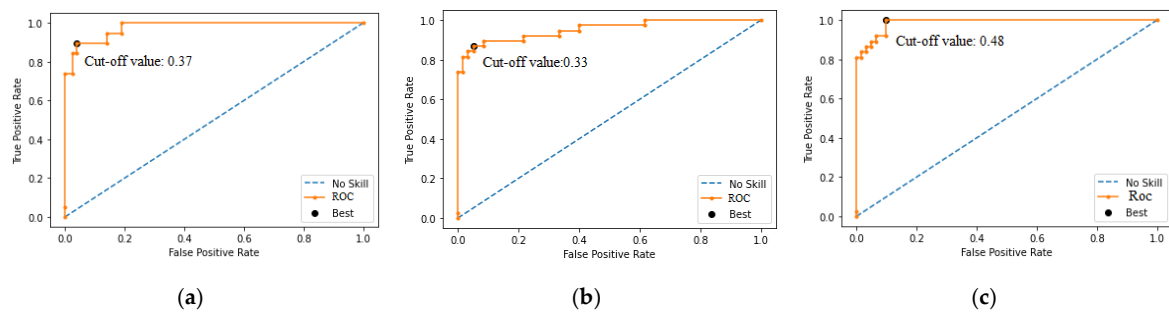 1.0
0.8
0.6
0.4
0.2
0.0
True Positive Rate
Cut-off value: 0.37
No Skill
ROC
Best
0.0 0.2 0.4 0.6 0.8 1.0
False Positive Rate
(a)
1.0
0.8
0.6
0.4
0.2
0.0
True Positive Rate
Cut-off value:0.33
No Skill
ROC
Best
0.0 0.2 0.4 0.6 0.8 1.0
False Positive Rate
(b)
1.0
0.8
0.6
0.4
0.2
0.0
True Positive Rate
Cut-off value: 0.48
No Skill
Roc
Best
0.0 0.2 0.4 0.6 0.8 1.0
False Positive Rate
(c)